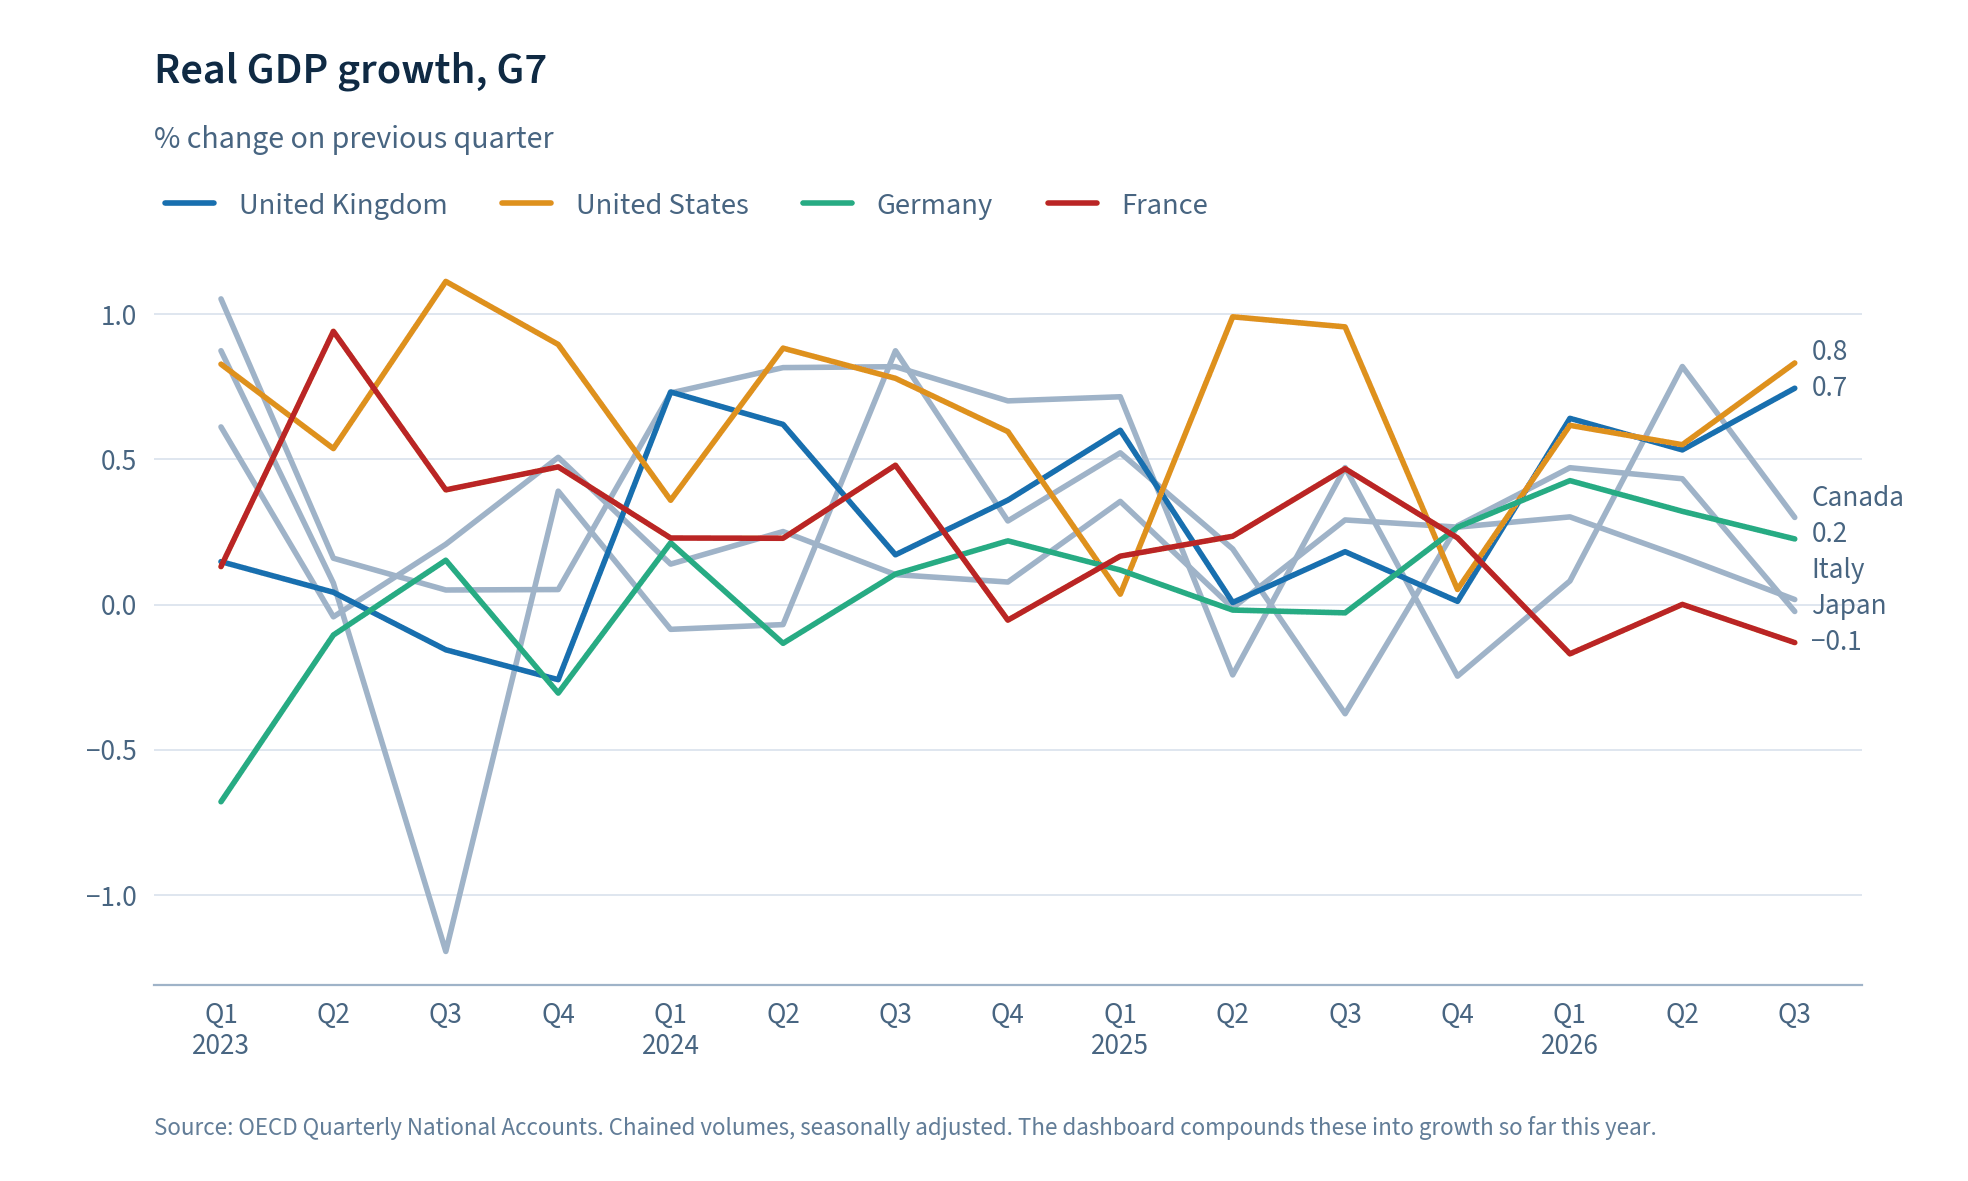 Real GDP growth, G7
% change on previous quarter
United Kingdom United States Germany France
1.0
0.5
0.0
−0.5
−1.0
0.8
0.7
Canada
0.2
Italy
Japan
−0.1
Q1 Q2 Q3 Q4 Q1 Q2 Q3 Q4 Q1 Q2 Q3 Q4 Q1 Q2 Q3
2023 2024 2025 2026
Source: OECD Quarterly National Accounts. Chained volumes, seasonally adjusted. The dashboard compounds these into growth so far this year.